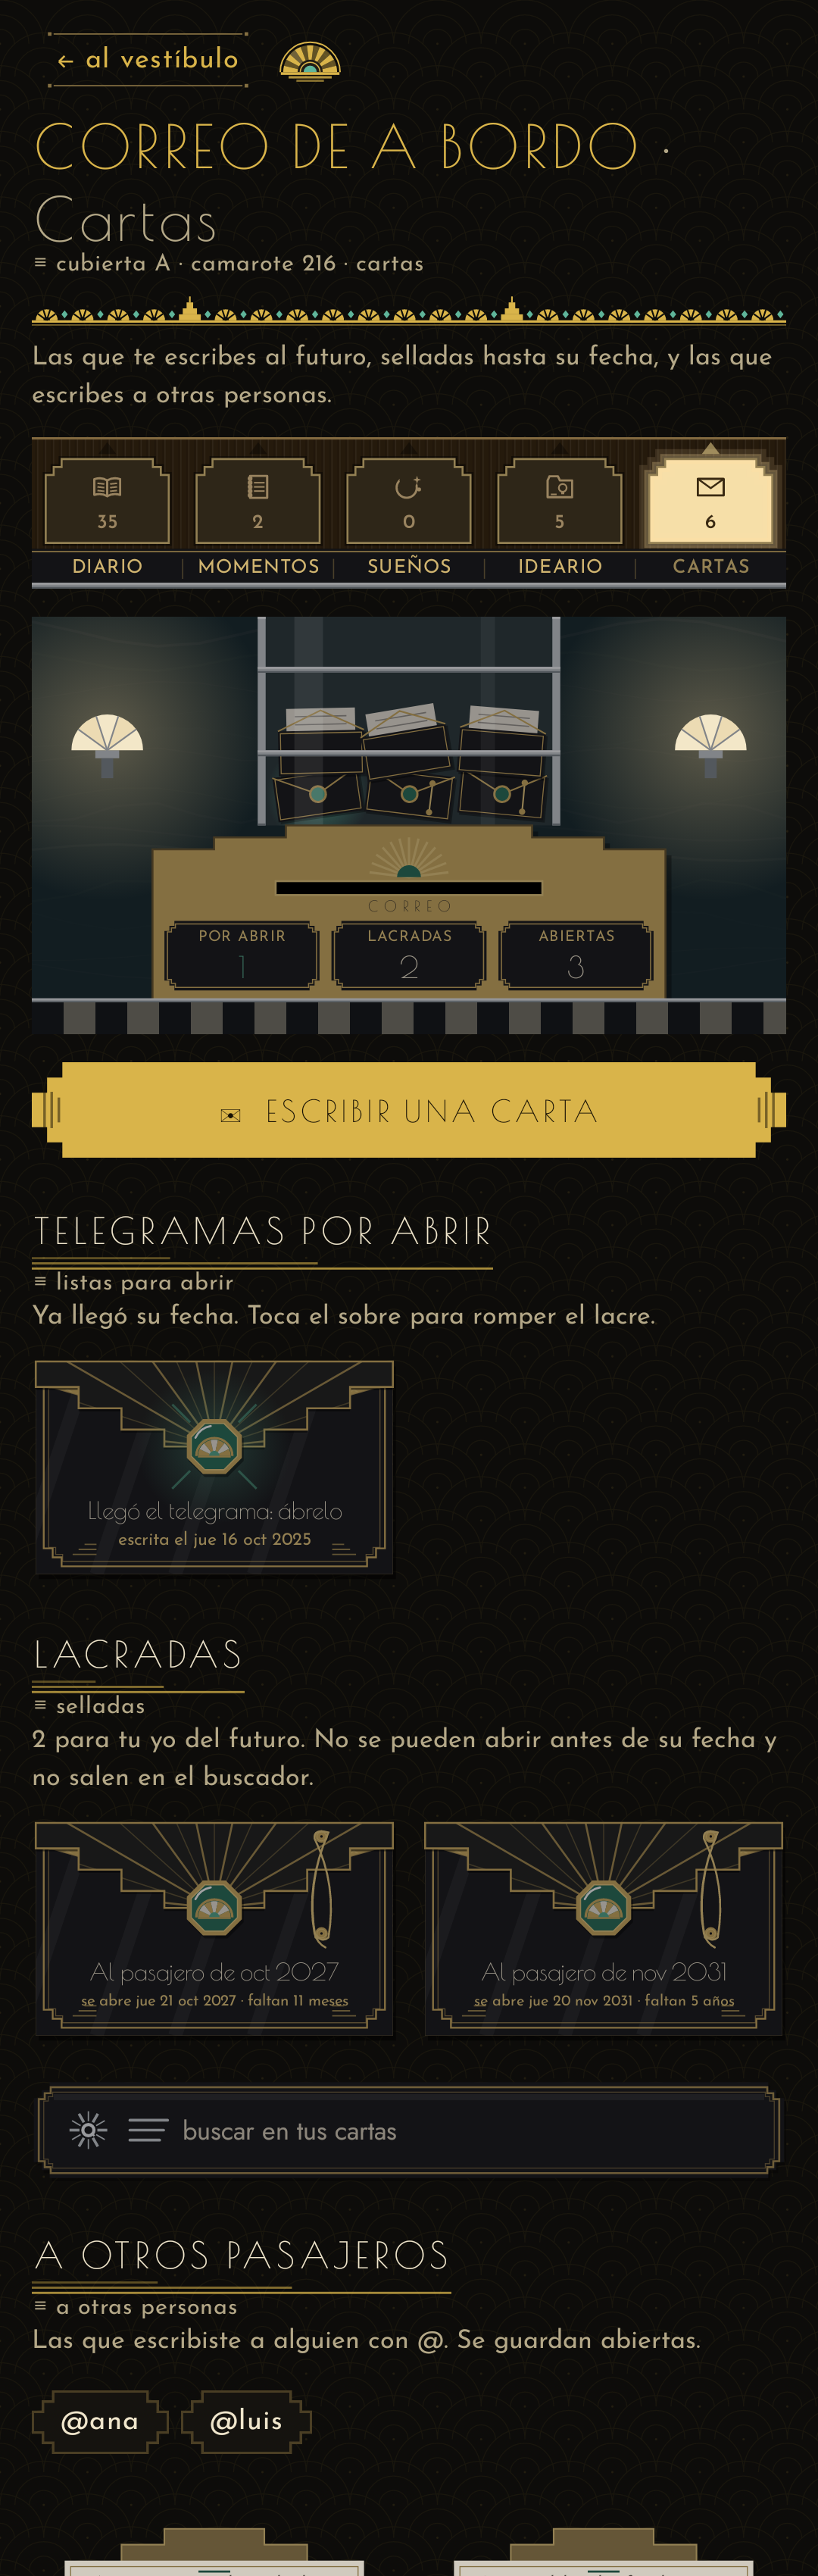 ← al vestíbulo
CORREO DE A BORDO ·
Cartas
≡ cubierta A · camarote 216 · cartas
Las que te escribes al futuro, selladas hasta su fecha, y las que
escribes a otras personas.
35 2 0 5 6
DIARIO MOMENTOS SUEÑOS IDEARIO CARTAS
CORREO
POR ABRIR LACRADAS ABIERTAS
1 2 3
ESCRIBIR UNA CARTA
TELEGRAMAS POR ABRIR
≡ listas para abrir
Ya llegó su fecha. Toca el sobre para romper el lacre.
Llegó el telegrama: ábrelo
escrita el jue 16 oct 2025
LACRADAS
≡ selladas
2 para tu yo del futuro. No se pueden abrir antes de su fecha y
no salen en el buscador.
Al pasajero de oct 2027
se abre jue 21 oct 2027 · faltan 11 meses
Al pasajero de nov 2031
se abre jue 20 nov 2031 · faltan 5 años
buscar en tus cartas
A OTROS PASAJEROS
≡ a otras personas
Las que escribiste a alguien con @. Se guardan abiertas.
@ana @luis